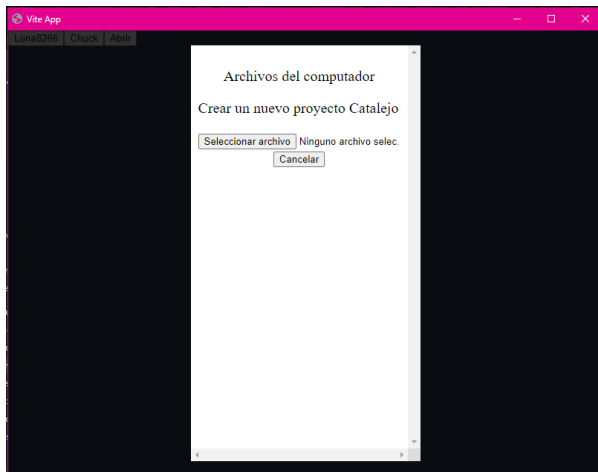 Vite App
Luna8266 Chuck Abrir
Archivos del computador
Crear un nuevo proyecto Catalejo
Seleccionar archivo Ninguno archivo selec.
Cancelar